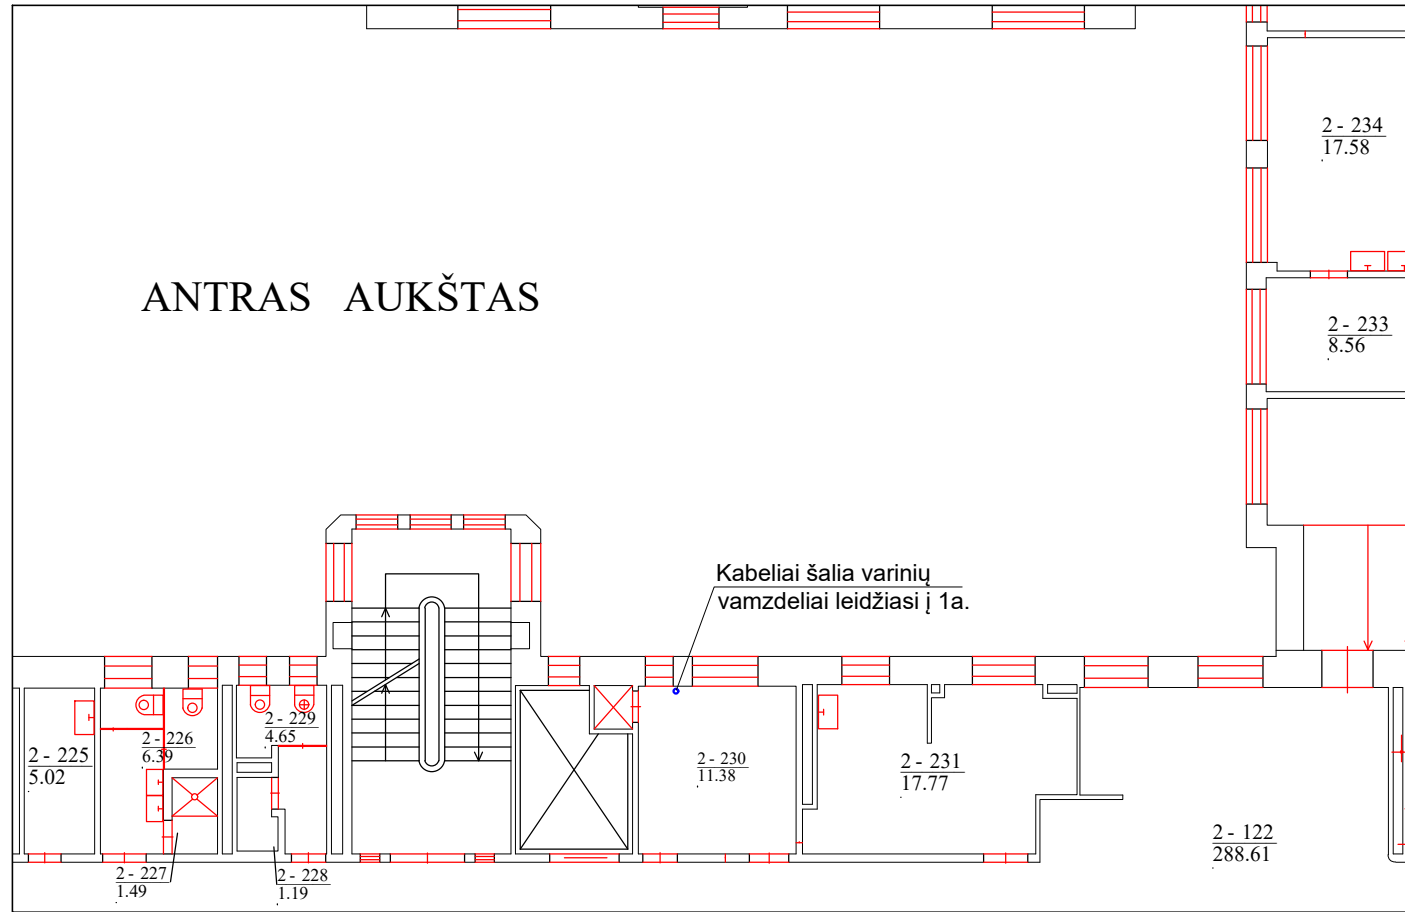 2 - 234
17.58
ANTRAS AUKŠTAS
2 - 233
8.56
Kabeliai šalia varinių
vamzdeliai leidžiasi į 1a.
2 - 225
5.02
2 - 226
6.39
2 - 229
4.65
2 - 230
11.38
2 - 231
17.77
2 - 122
288.61
2 - 227
1.49
2 - 228
1.19